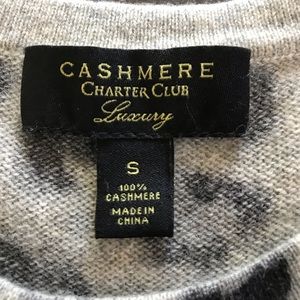 CASHMERE
CHARTER CLUB
Luxury
S
100%
CASHMERE
MADE IN
CHINA